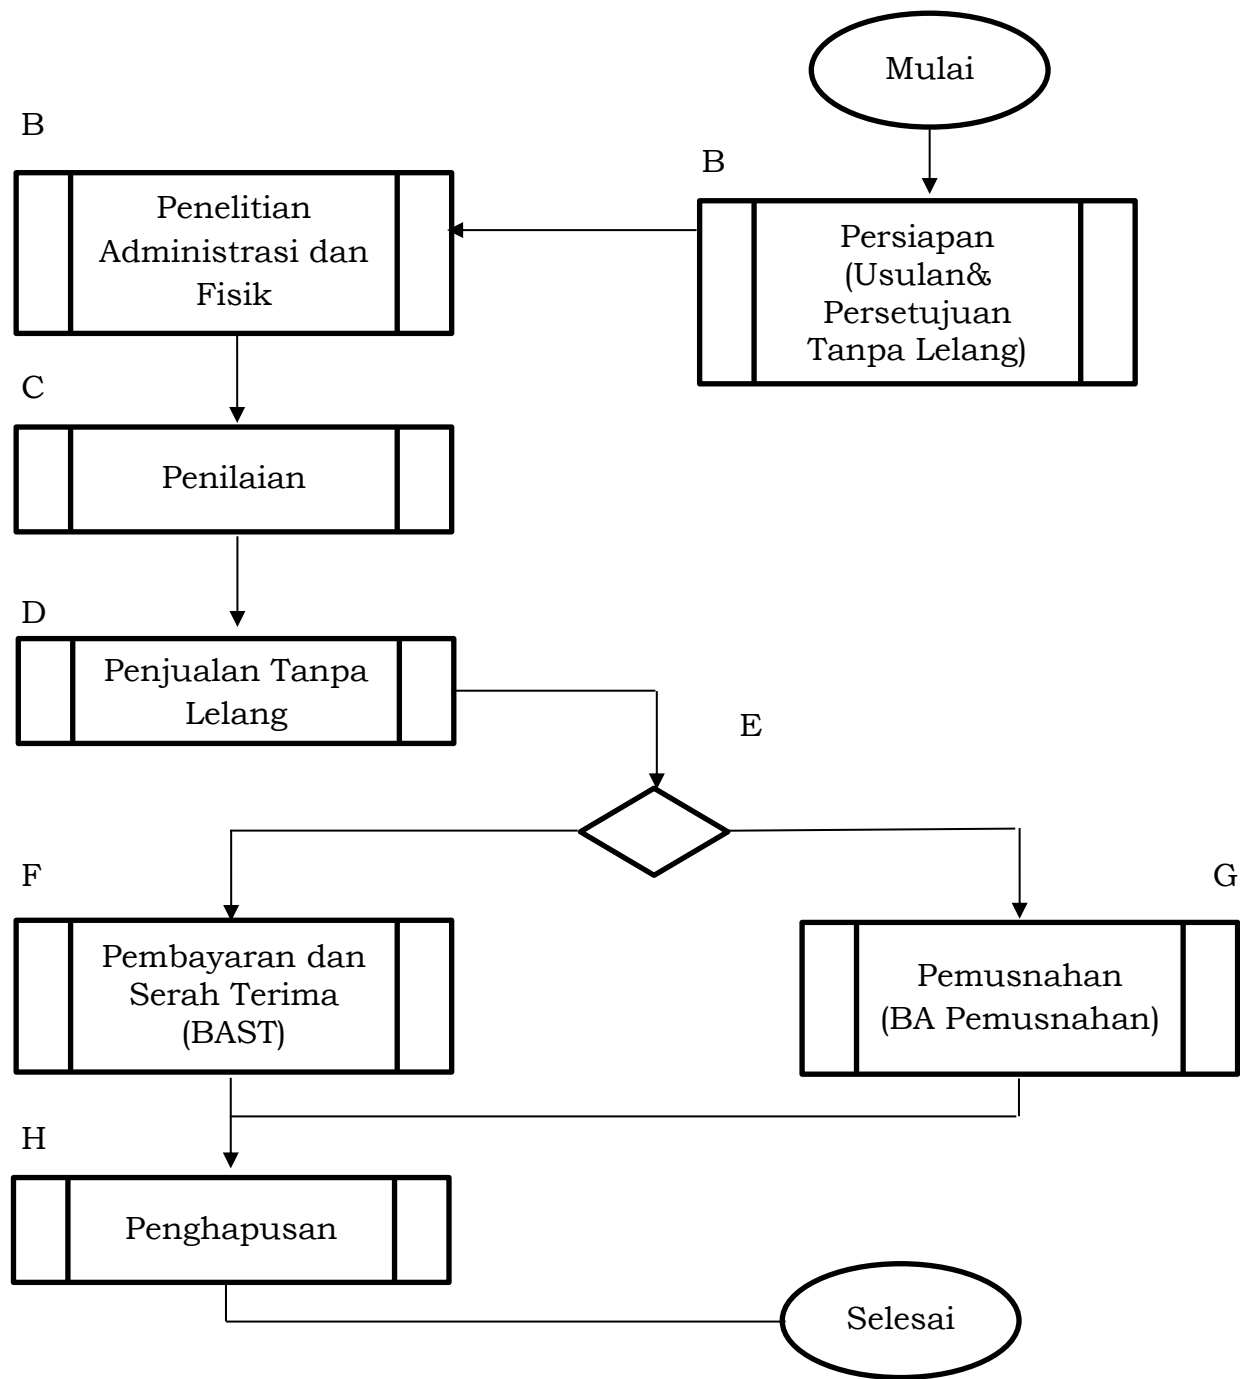 Mulai
B
Persiapan
(Usulan&
Persetujuan
Tanpa Lelang)
B
Penelitian
Administrasi dan
Fisik
C
Penilaian
D
Penjualan Tanpa
Lelang
E
F
Pembayaran dan
Serah Terima
(BAST)
G
Pemusnahan
(BA Pemusnahan)
H
Penghapusan
Selesai